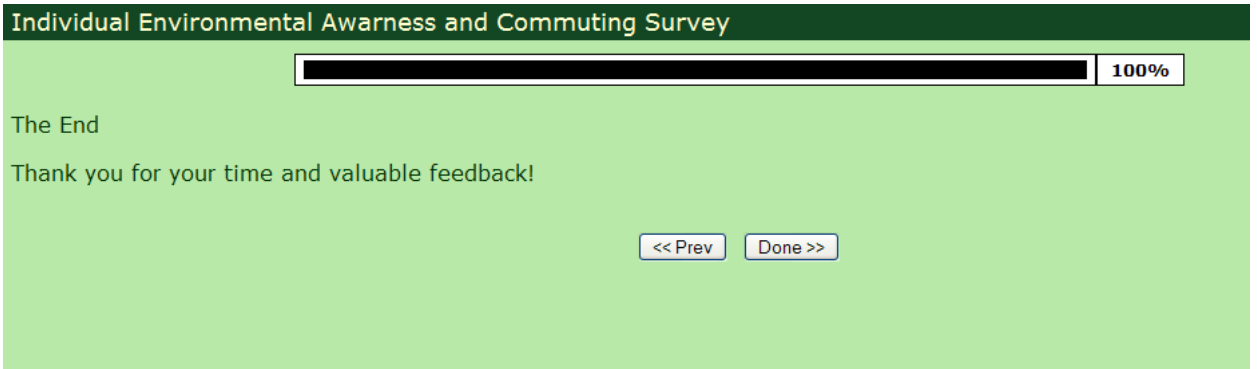 Individual Environmental Awarness and Commuting Survey
100%
The End
Thank you for your time and valuable feedback!
<< Prev Done >>